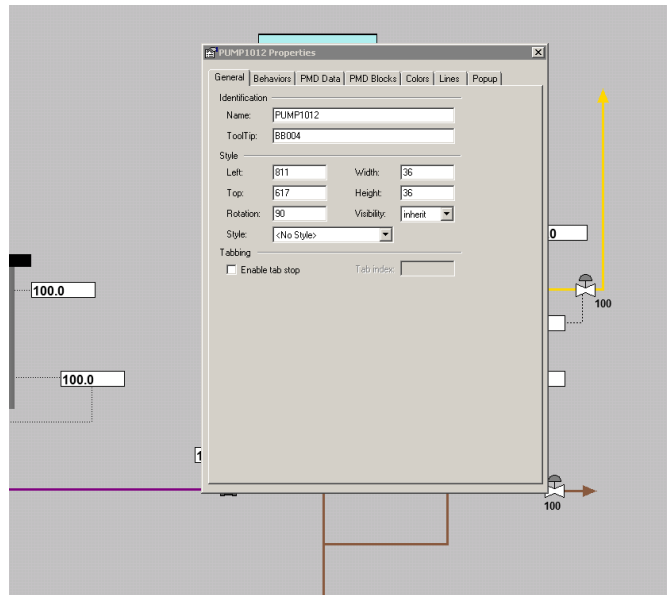 PUMP1012 Properties
General Behaviors PMD Data PMD Blocks Colors Lines Popup
Identification
Name: PUMP1012
ToolTip: BB004
Style
Left: 811 Width: 36
Top: 617 Height: 36
Rotation: 90 Visibility: inherit
Style: <No Style>
0
Tabbing
Enable tab stop Tab index:
100.0
100
100.0
1
100